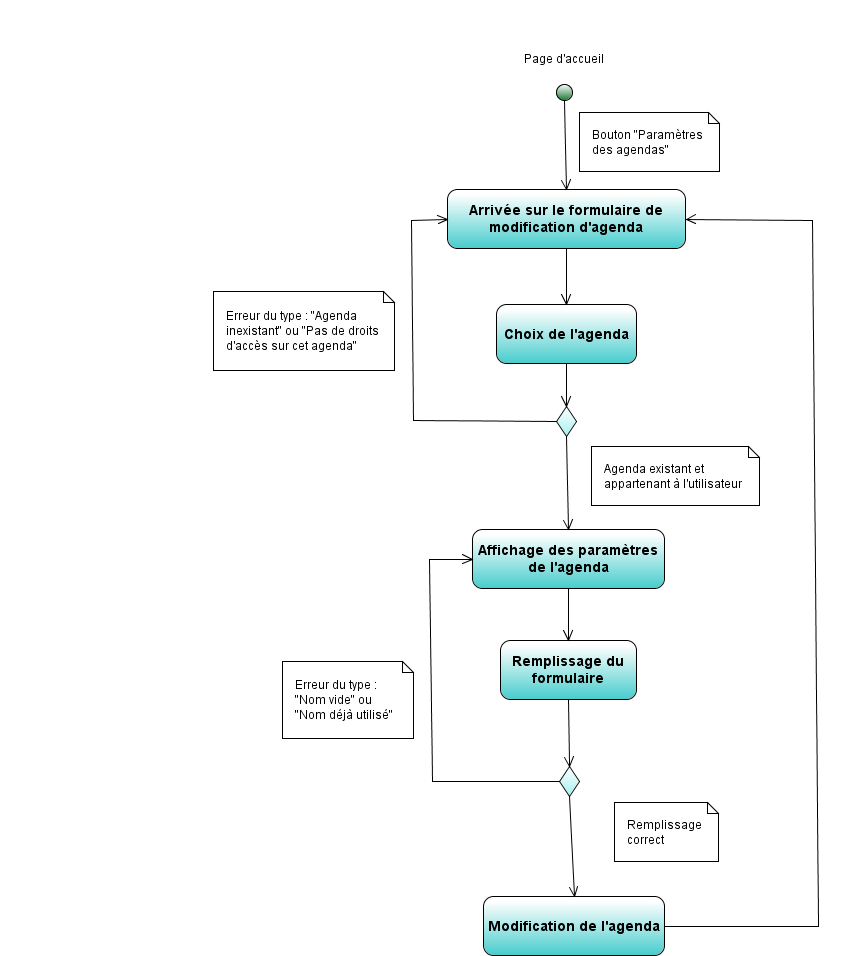 Page d'accueil
Bouton "Paramètres
des agendas"
Arrivée sur le formulaire de
modification d'agenda
Erreur du type : "Agenda
inexistant" ou "Pas de droits
d'accès sur cet agenda"
Choix de l'agenda
Agenda existant et
appartenant à l'utilisateur
Affichage des paramètres
de l'agenda
Remplissage du
formulaire
Erreur du type :
"Nom vide" ou
"Nom déjà utilisé"
Remplissage
correct
Modification de l'agenda